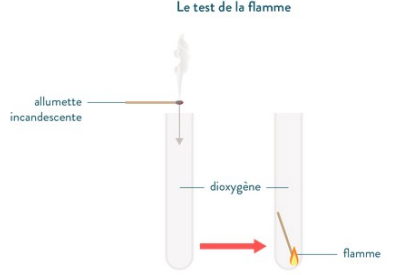 Le test de la flamme
allumette
incandescente
dioxygène
flamme